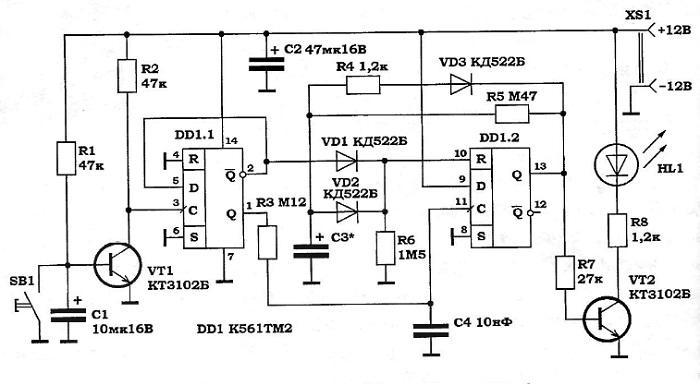 XS1
+12В
-12В
C2 47мк16В
R2
47к
R4 1,2к
VD3 КД522Б
R5 М47
DD1.1
14
R1
47к
4
R
Q
2
VD1 КД522Б
DD1.2
10
R
Q
13
HL1
5
D
VD2
КД522Б
9
D
3
C
Q
1
R3 М12
11
C
Q
12
6
S
7
C3*
R6
1М5
8
S
R8
1,2к
VT1
КТ3102Б
SB1
C1
10мк16В
R7
27к
VT2
КТ3102Б
DD1 К561ТМ2
C4 10нФ